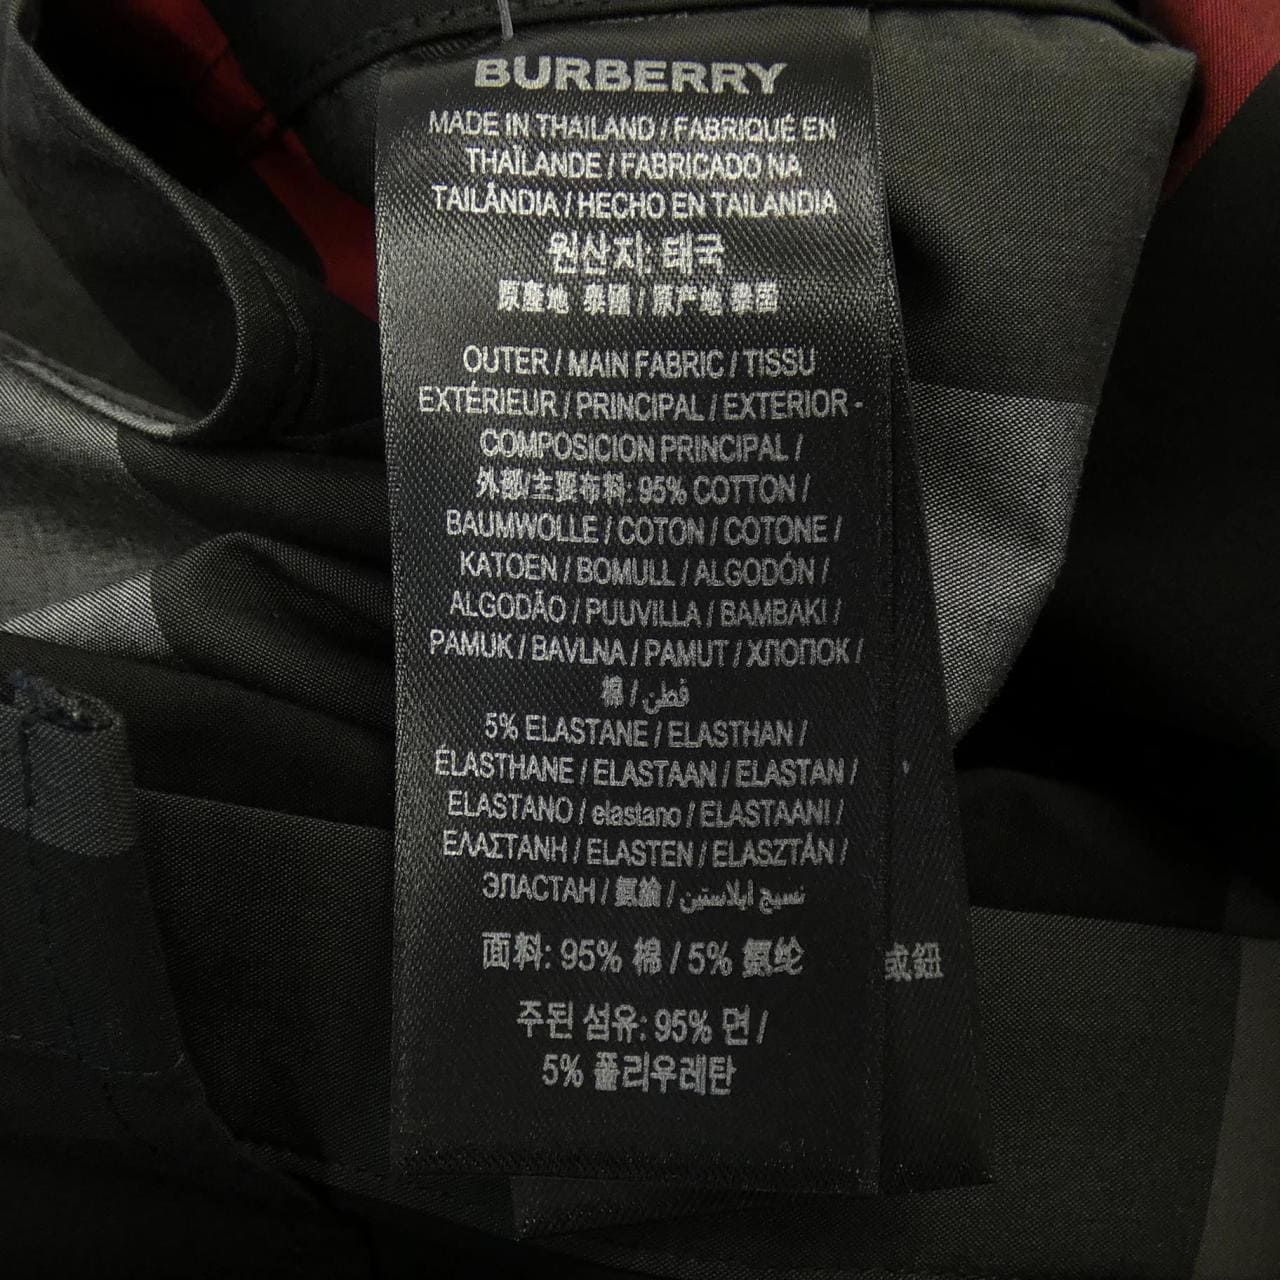 BURBERRY
MADE IN THAILAND / FABRIQUÉ EN
THAÏLANDE / FABRICADO NA
TAILÂNDIA / HECHO EN TAILANDIA
원산지: 태국
原產地 泰國 / 原产地 泰国
OUTER / MAIN FABRIC / TISSU
EXTÉRIEUR / PRINCIPAL / EXTERIOR -
COMPOSICION PRINCIPAL /
外部/主要布料: 95% COTTON /
BAUMWOLLE / COTON / COTONE /
KATOEN / BOMULL / ALGODÓN /
ALGODÃO / PUUVILLA / ΒΑΜΒΑΚΙ /
PAMUK / BAVLNA / PAMUT / ХЛОПОК /
棉 / قطن
5% ELASTANE / ELASTHAN /
ÉLASTHANE / ELASTAAN / ELASTAN /
ELASTANO / elastano / ELASTAANI /
ΕΛΑΣΤΑΝΗ / ELASTEN / ELASZTÁN /
ЭЛАСТАН / 氨綸 / نسيج ايلاستين
面料: 95% 棉 / 5% 氨纶
或鈕
주된 섬유: 95% 면 /
5% 폴리우레탄